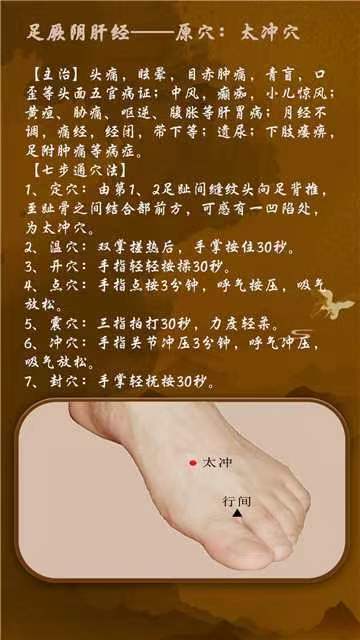 足厥阴肝经——原穴：太冲穴
【主治】头痛，眩晕，目赤肿痛，青盲，口
歪等头面五官病证；中风，癫痫，小儿惊风；
黄疸、胁痛、呕逆、腹胀等肝胃病；月经不
调，痛经，经闭，带下等；遗尿；下肢痿痹，
足附肿痛等病症。
【七步通穴法】
1、定穴：由第1、2足趾间缝纹头向足背推，
至趾骨之间结合部前方，可感有一凹陷处，
为太冲穴。
2、温穴：双掌搓热后，手掌按住30秒。
3、开穴：手指轻轻按揉30秒。
4、点穴：手指点按3分钟，呼气按压，吸气
放松。
5、震穴：三指拍打30秒，力度轻柔。
6、冲穴：手指关节冲压3分钟，呼气冲压，
吸气放松。
7、封穴：手掌轻抚按30秒。
太冲
行间